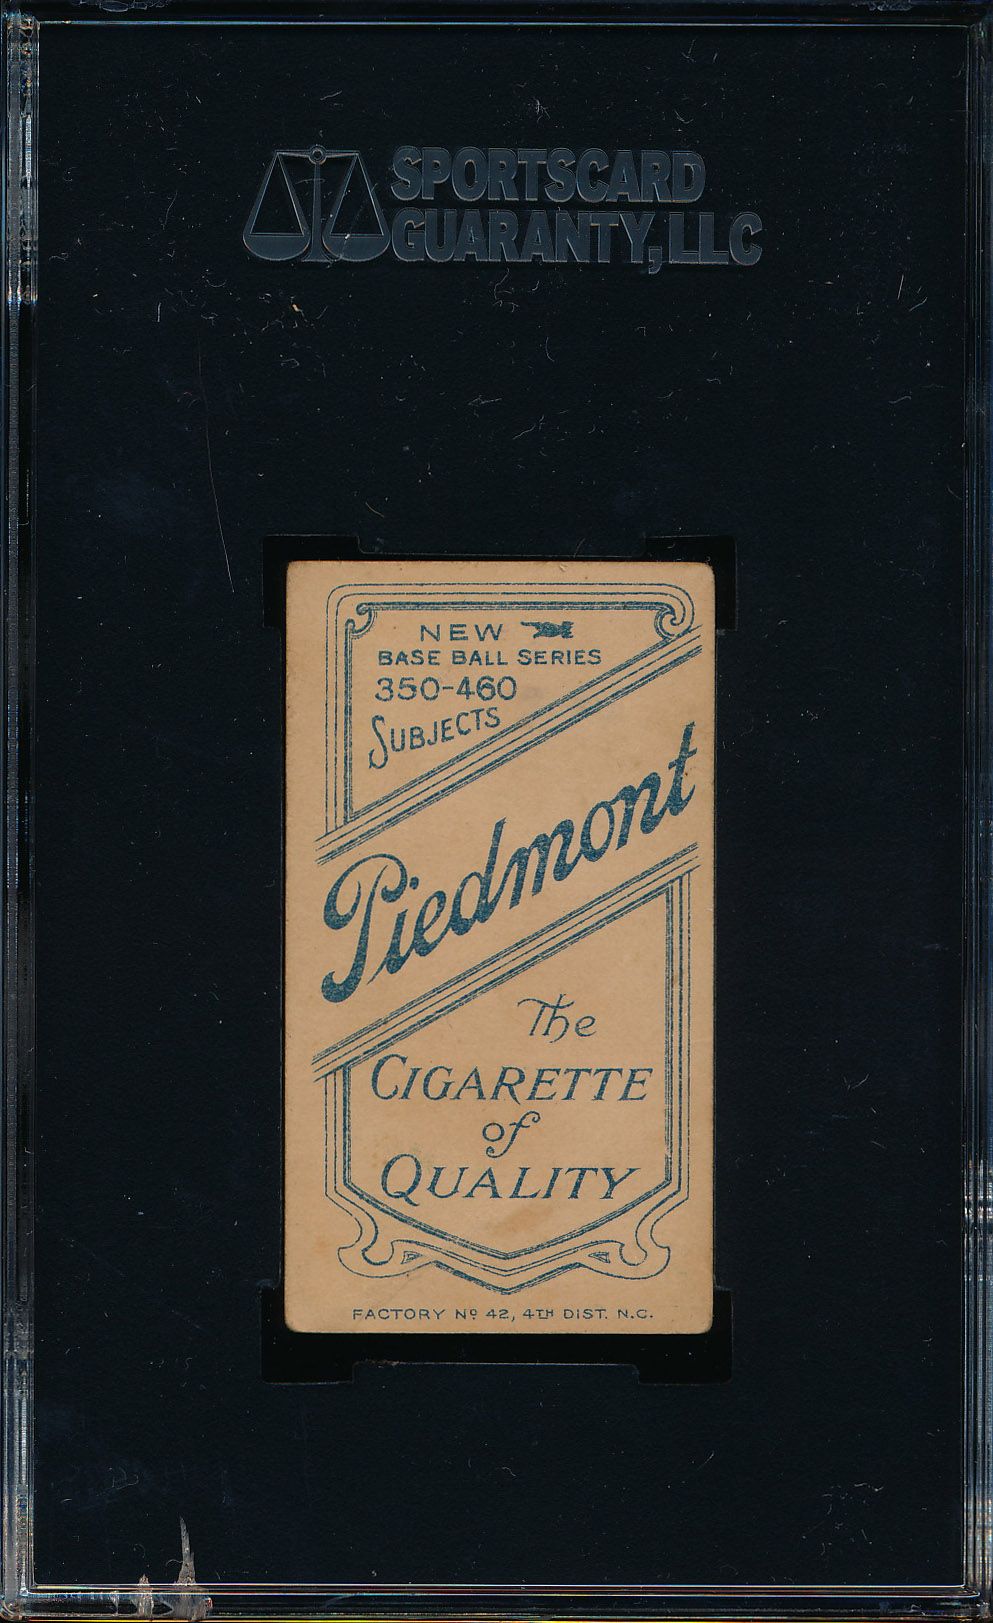 SPORTSCARD
GUARANTY, LLC
NEW
BASE BALL SERIES
350-460
SUBJECTS
Piedmont
The
CIGARETTE
of
QUALITY
FACTORY Nº 42, 4TH DIST. N.C.